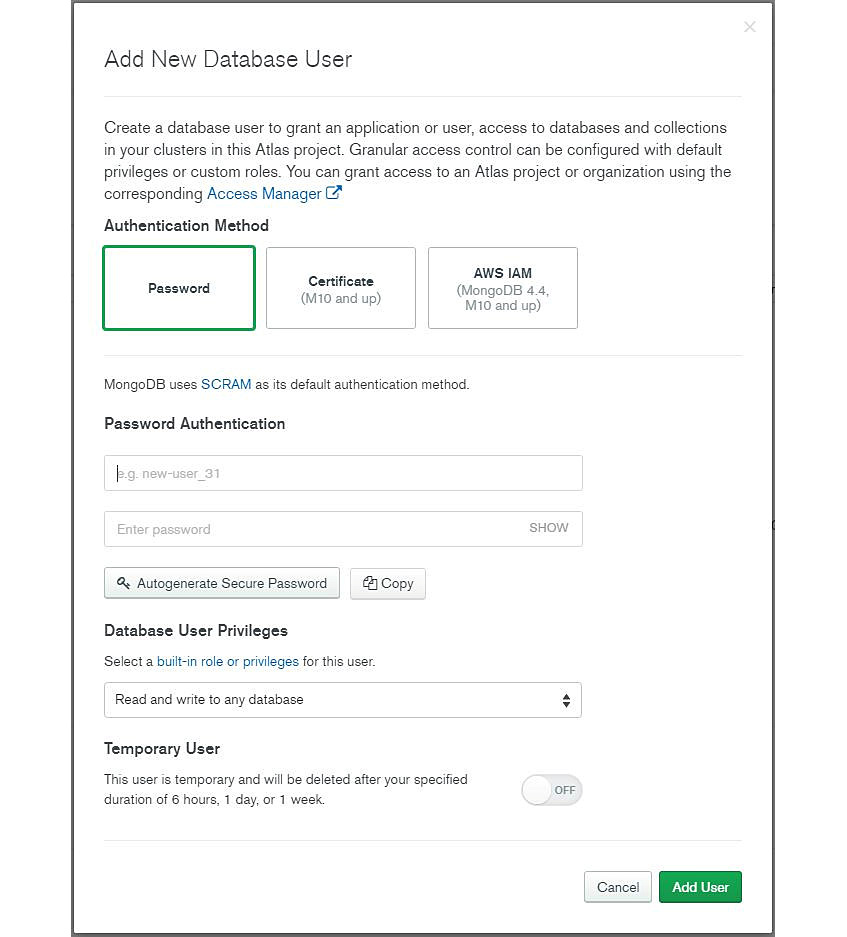 Add New Database User
Create a database user to grant an application or user, access to databases and collections
in your clusters in this Atlas project. Granular access control can be configured with default
privileges or custom roles. You can grant access to an Atlas project or organization using the
corresponding Access Manager
Authentication Method
Password
Certificate
(M10 and up)
AWS IAM
(MongoDB 4.4,
M10 and up)
MongoDB uses SCRAM as its default authentication method.
Password Authentication
e.g. new-user_31
Enter password SHOW
Autogenerate Secure Password Copy
Database User Privileges
Select a built-in role or privileges for this user.
Read and write to any database
Temporary User
This user is temporary and will be deleted after your specified
duration of 6 hours, 1 day, or 1 week.
OFF
Cancel Add User